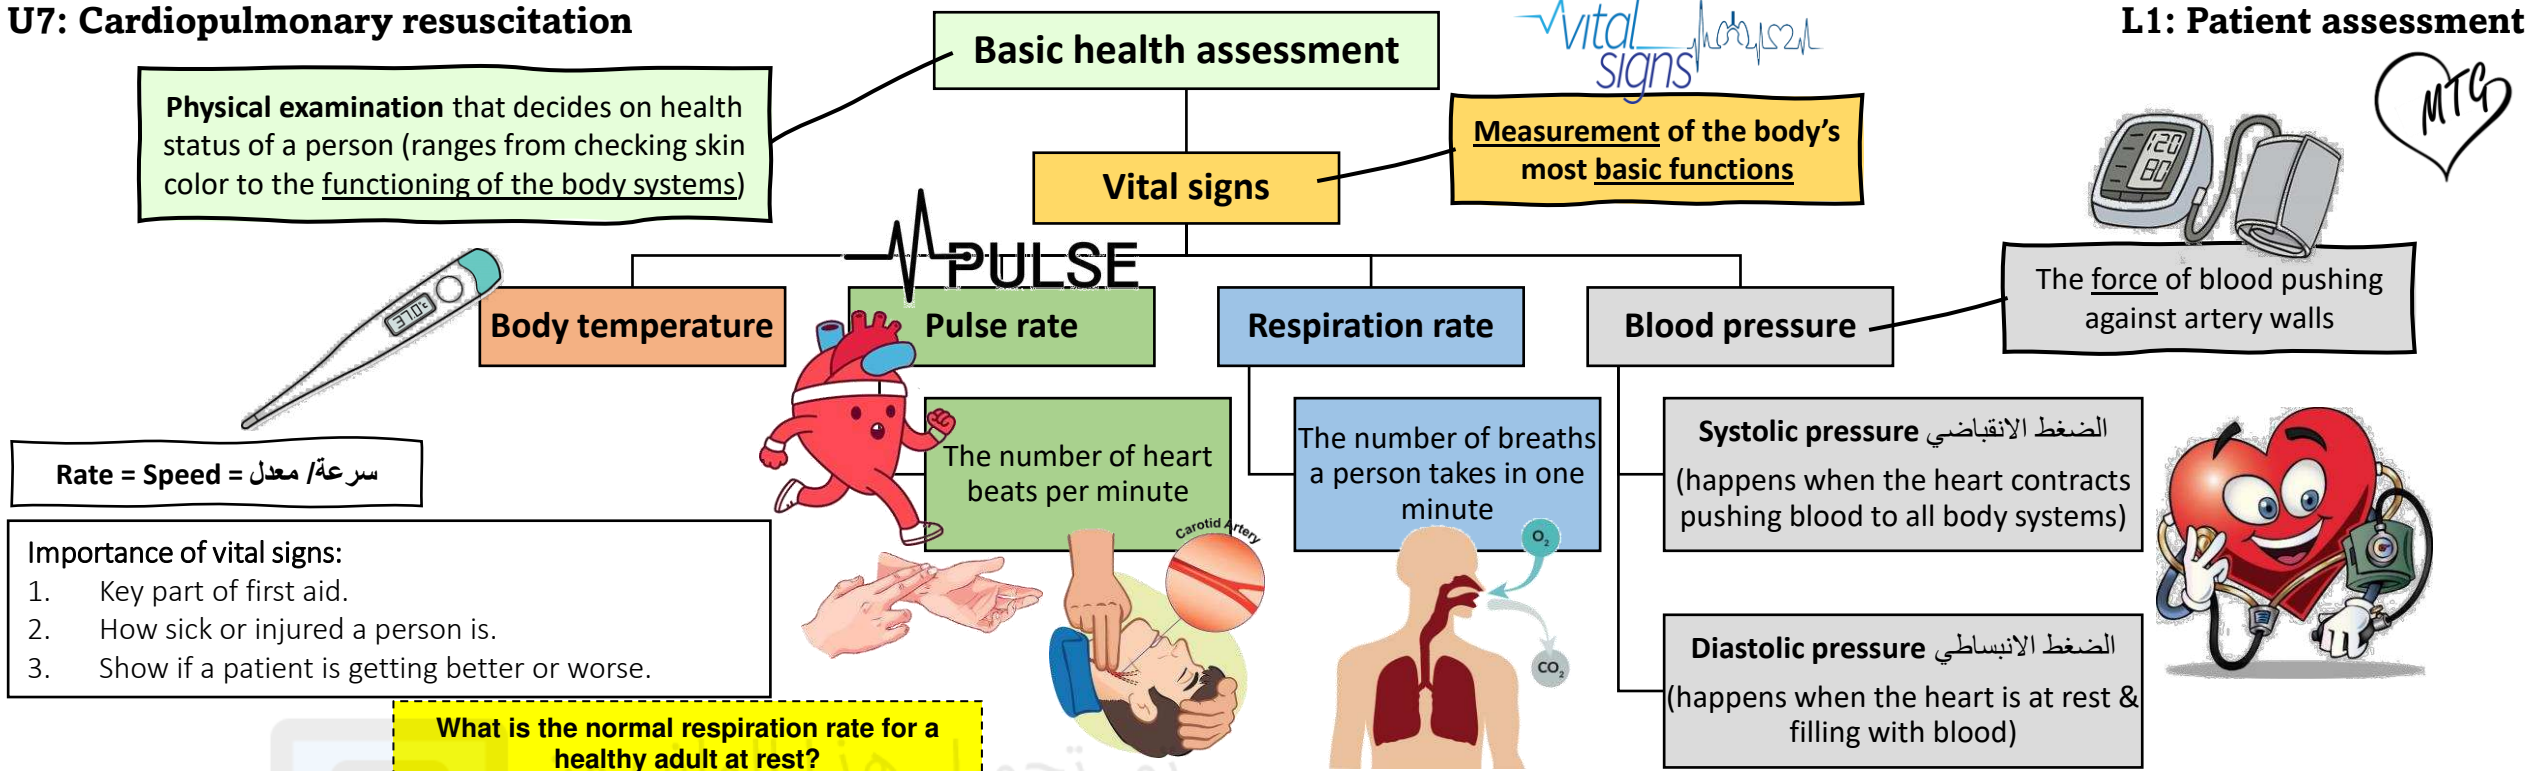 U7: Cardiopulmonary resuscitation
L1: Patient assessment
Basic health assessment
Vital
signs
MTG
Physical examination that decides on health
status of a person (ranges from checking skin
color to the functioning of the body systems)
Measurement of the body’s
most basic functions
Vital signs
120
80
PULSE
37.0°c
The force of blood pushing
against artery walls
Body temperature
Pulse rate
Respiration rate
Blood pressure
Rate = Speed = سرعة/ معدل
The number of heart
beats per minute
The number of breaths
a person takes in one
minute
Systolic pressure الضغط الانقباضي
(happens when the heart contracts
pushing blood to all body systems)
Carotid Artery
O2
CO2
Importance of vital signs:
1. Key part of first aid.
2. How sick or injured a person is.
3. Show if a patient is getting better or worse.
Diastolic pressure الضغط الانبساطي
(happens when the heart is at rest &
filling with blood)
What is the normal respiration rate for a
healthy adult at rest?